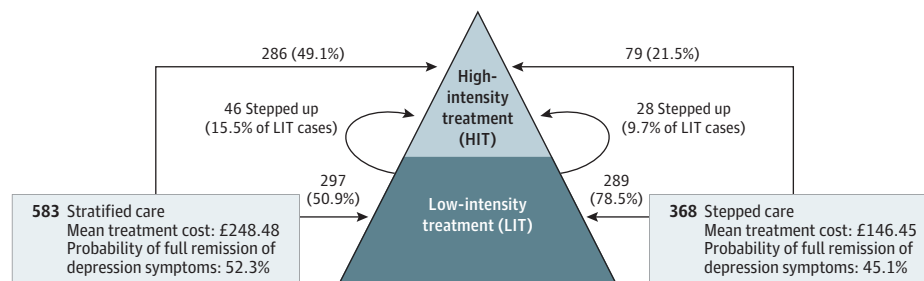 286 (49.1%)
79 (21.5%)
High-
intensity
treatment
(HIT)
46 Stepped up
(15.5% of LIT cases)
28 Stepped up
(9.7% of LIT cases)
297
(50.9%)
289
(78.5%)
Low-intensity
treatment (LIT)
583 Stratified care
Mean treatment cost: £248.48
Probability of full remission of
depression symptoms: 52.3%
368 Stepped care
Mean treatment cost: £146.45
Probability of full remission of
depression symptoms: 45.1%